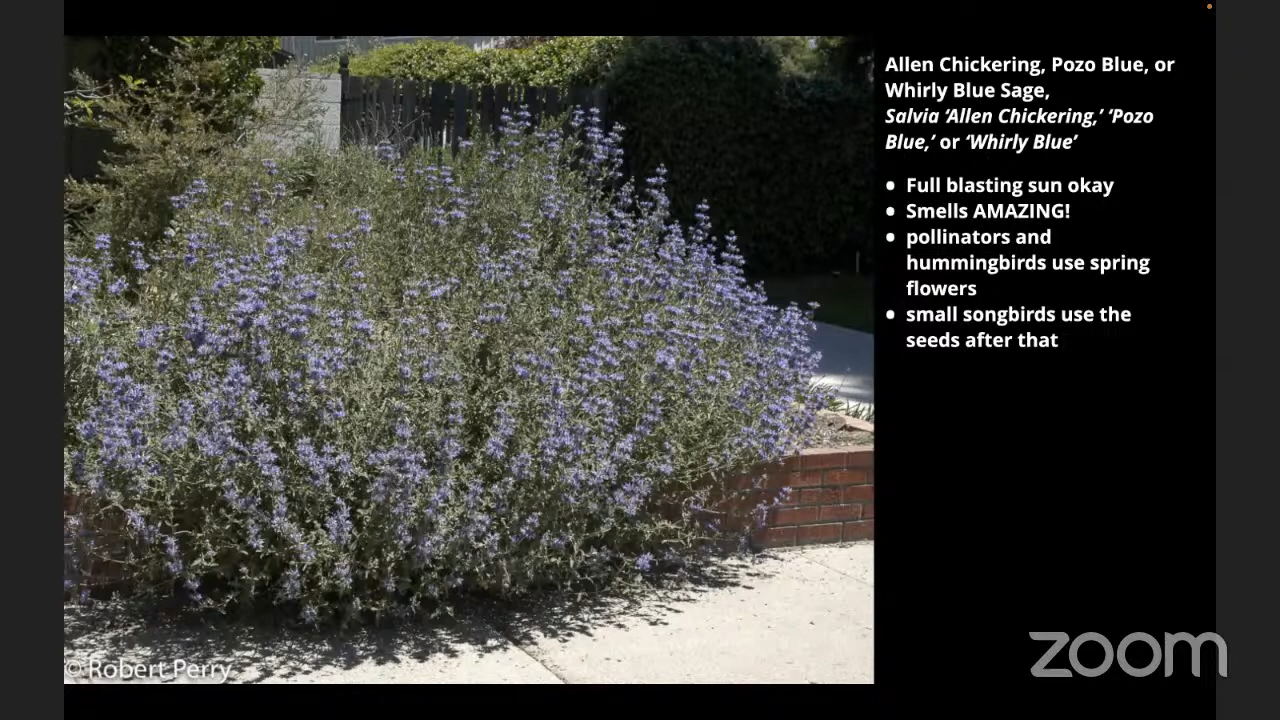 Allen Chickering, Pozo Blue, or
Whirly Blue Sage,
Salvia ‘Allen Chickering,’ ‘Pozo
Blue,’ or ‘Whirly Blue’
• Full blasting sun okay
• Smells AMAZING!
• pollinators and
hummingbirds use spring
flowers
• small songbirds use the
seeds after that
© Robert Perry
zoom